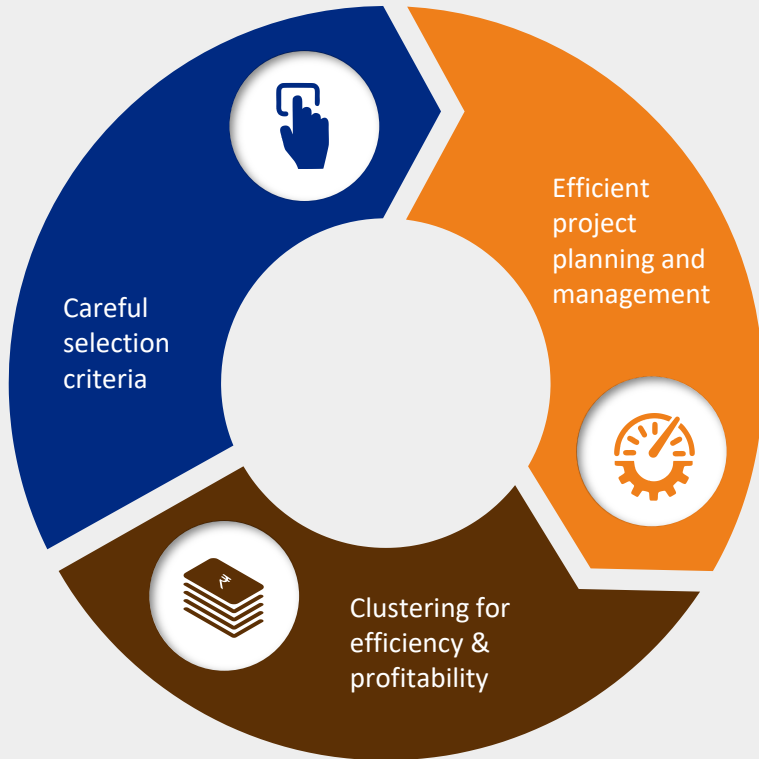 Careful
selection
criteria
Efficient
project
planning and
management
Clustering for
efficiency &
profitability